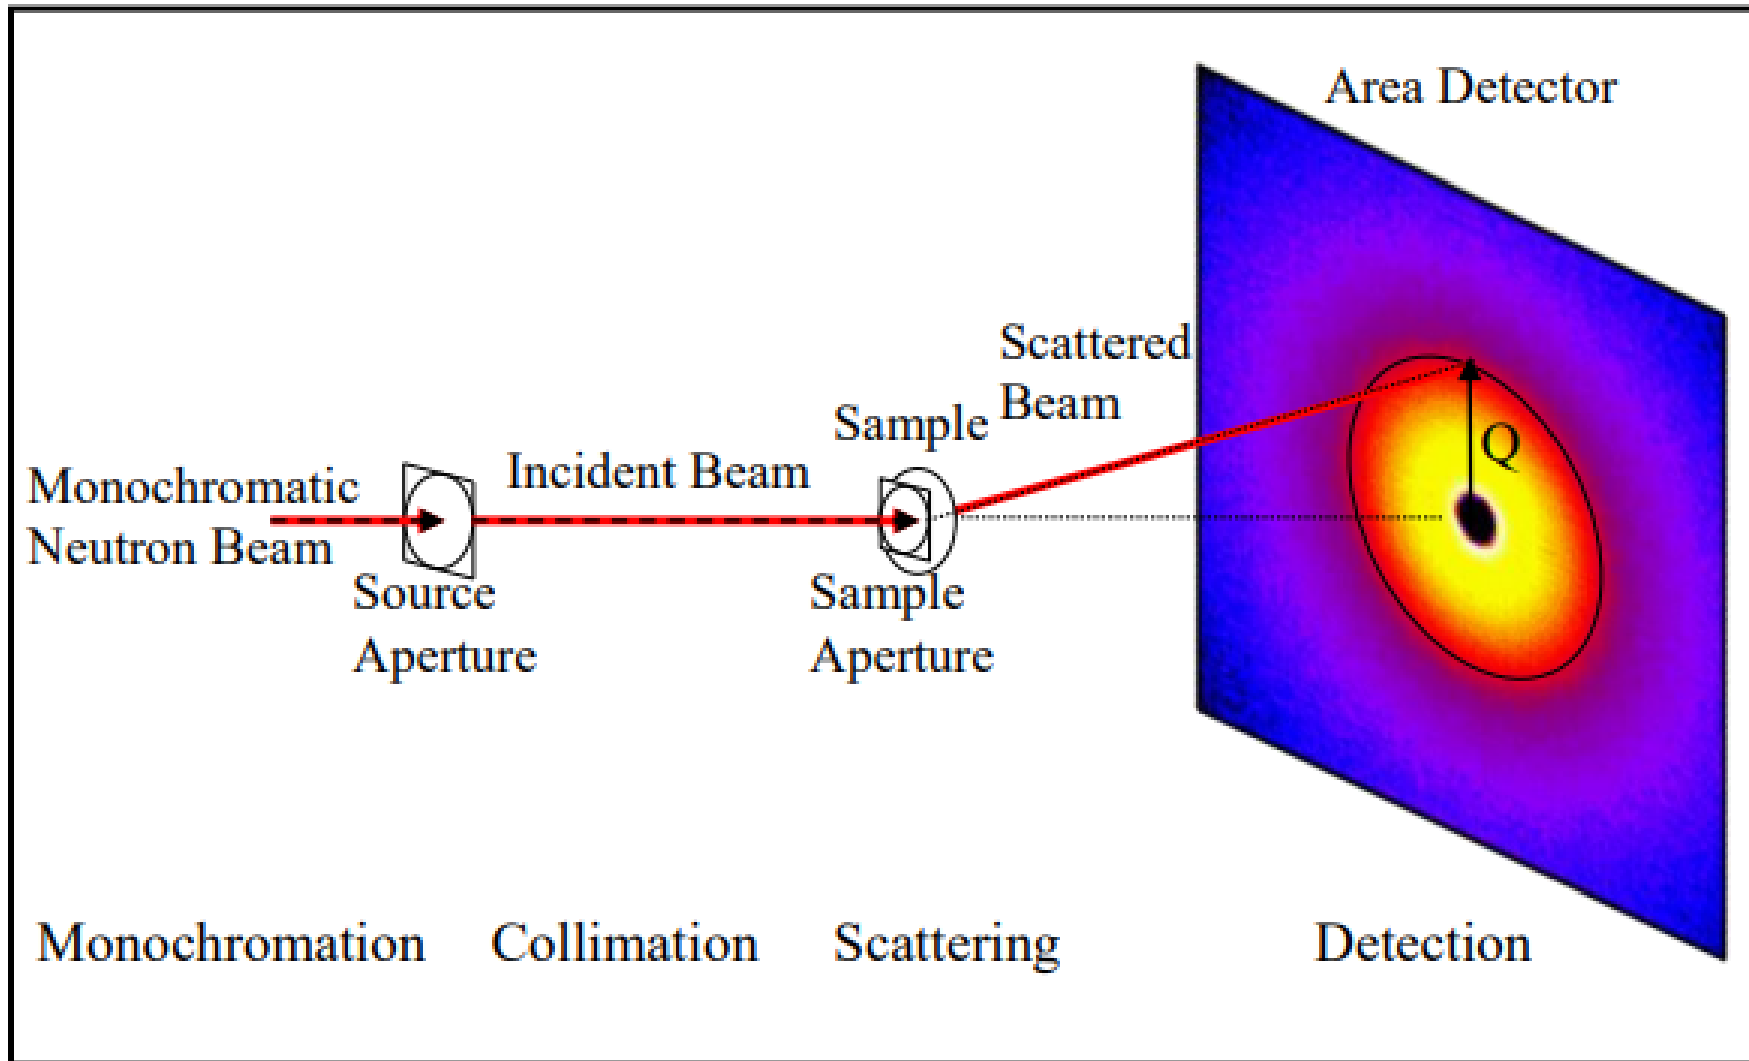 Area Detector
Scattered
Beam
Sample
Q
Incident Beam
Monochromatic
Neutron Beam
Source
Aperture
Sample
Aperture
Monochromation
Collimation
Scattering
Detection